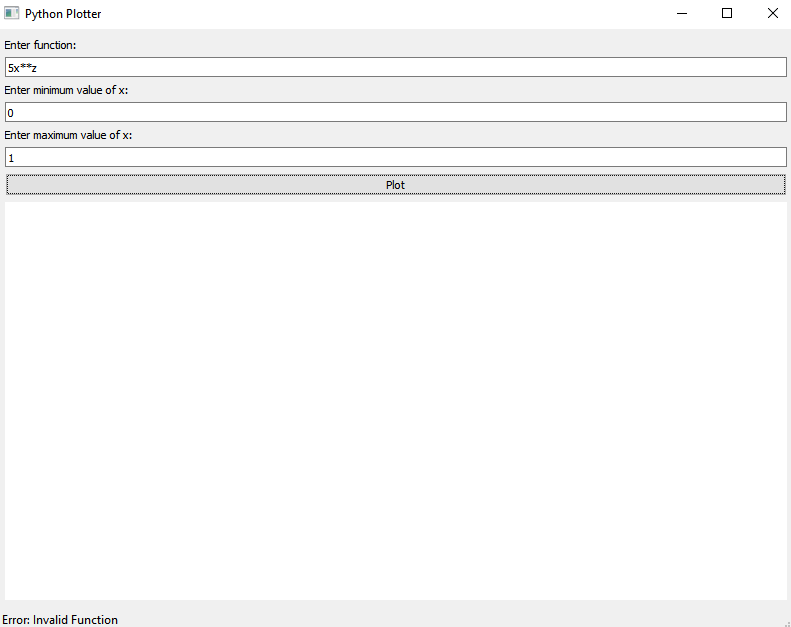 Python Plotter
Enter function:
5x**z
Enter minimum value of x:
0
Enter maximum value of x:
1
Plot
Error: Invalid Function